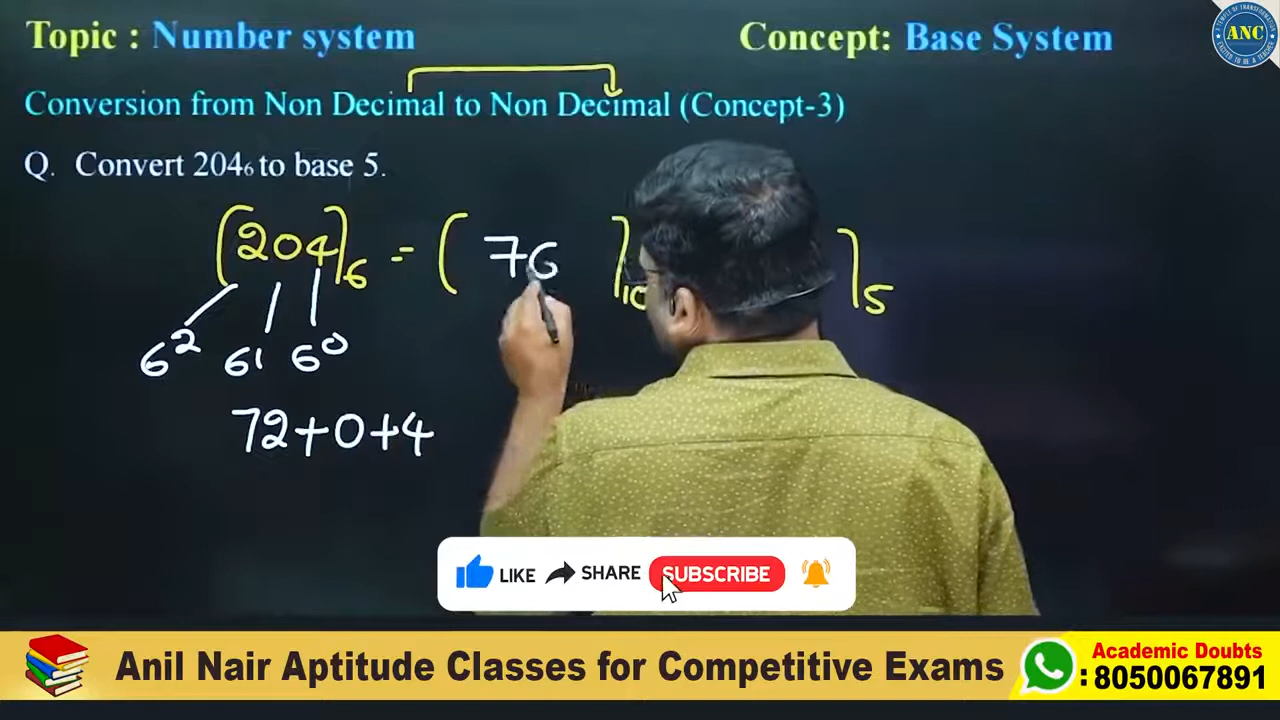 Topic : Number system
Concept: Base System
ANC
Conversion from Non Decimal to Non Decimal (Concept-3)
Q. Convert 204₆ to base 5.
(204)₆ = ( 76 )₁₀ )₅
6² 6¹ 6⁰
72+0+4
LIKE SHARE SUBSCRIBE
Anil Nair Aptitude Classes for Competitive Exams
Academic Doubts
: 8050067891